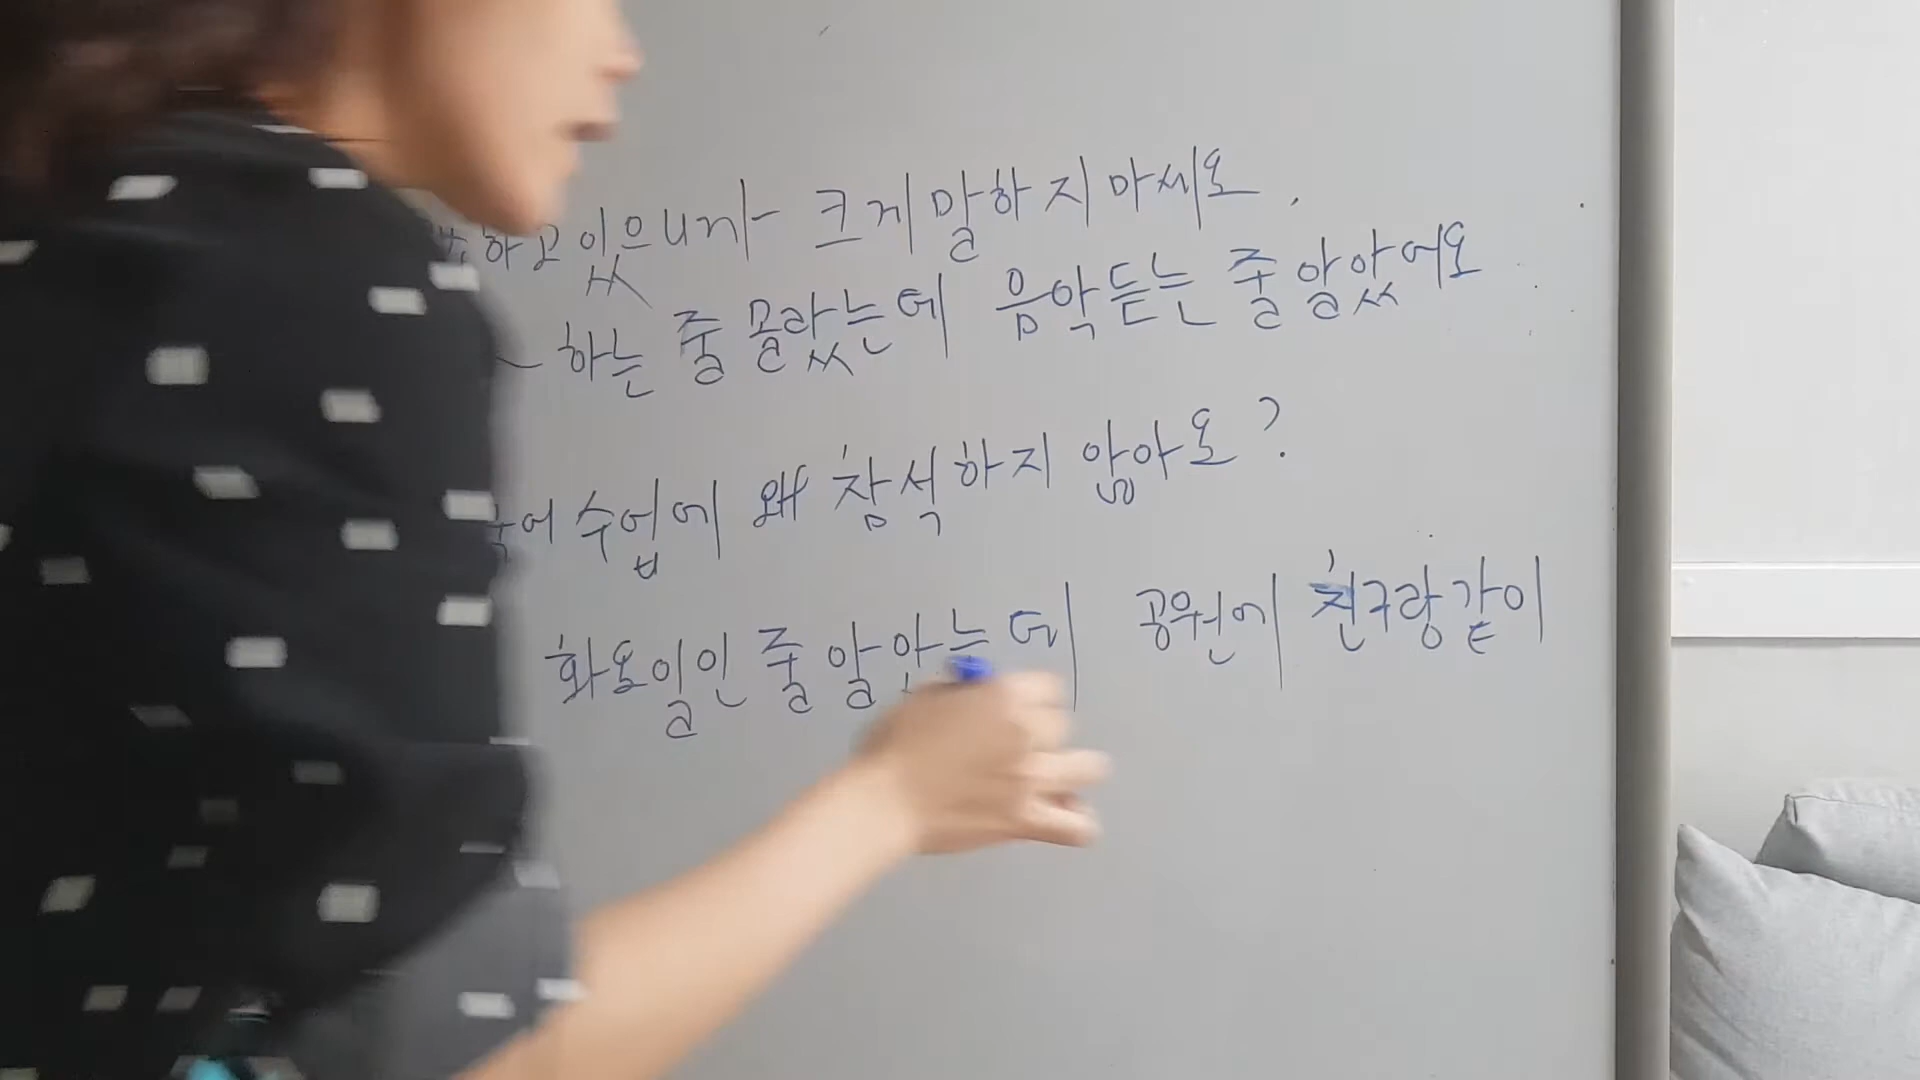 하고 있으니까 크게 말하지 마세요.
~ 하는 줄 몰랐는데 음악 듣는 줄 알았어요
수업에 왜 참석하지 않아요?
화요일인 줄 알았는데 공원에 친구랑 같이